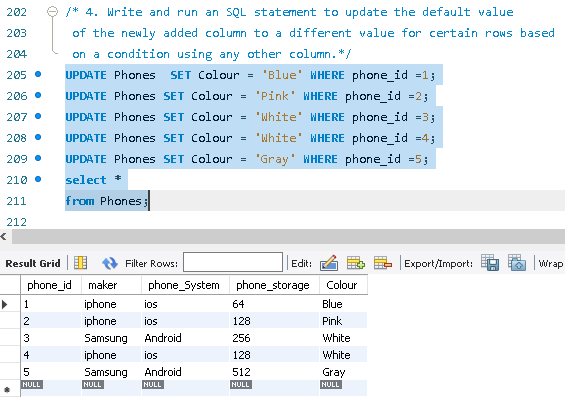 202 /* 4. Write and run an SQL statement to update the default value
203 of the newly added column to a different value for certain rows based
204 on a condition using any other column.*/
205 UPDATE Phones  SET Colour = 'Blue' WHERE phone_id =1;
206 UPDATE Phones SET Colour = 'Pink' WHERE phone_id =2;
207 UPDATE Phones SET Colour = 'White' WHERE phone_id =3;
208 UPDATE Phones SET Colour = 'White' WHERE phone_id =4;
209 UPDATE Phones SET Colour = 'Gray' WHERE phone_id =5;
210 select *
211 from Phones;
212
Result Grid Filter Rows: Edit: Export/Import: Wrap
phone_id maker phone_System phone_storage Colour
1 iphone ios 64 Blue
2 iphone ios 128 Pink
3 Samsung Android 256 White
4 iphone ios 128 White
5 Samsung Android 512 Gray
NULL NULL NULL NULL NULL